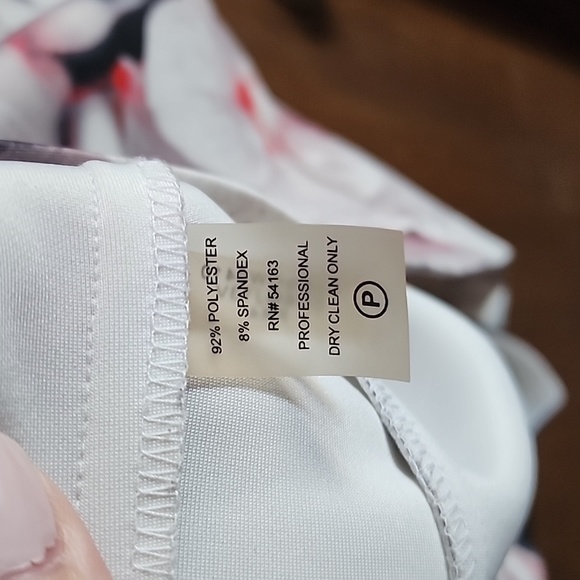 92% POLYESTER
8% SPANDEX
RN# 54163
PROFESSIONAL
DRY CLEAN ONLY
P